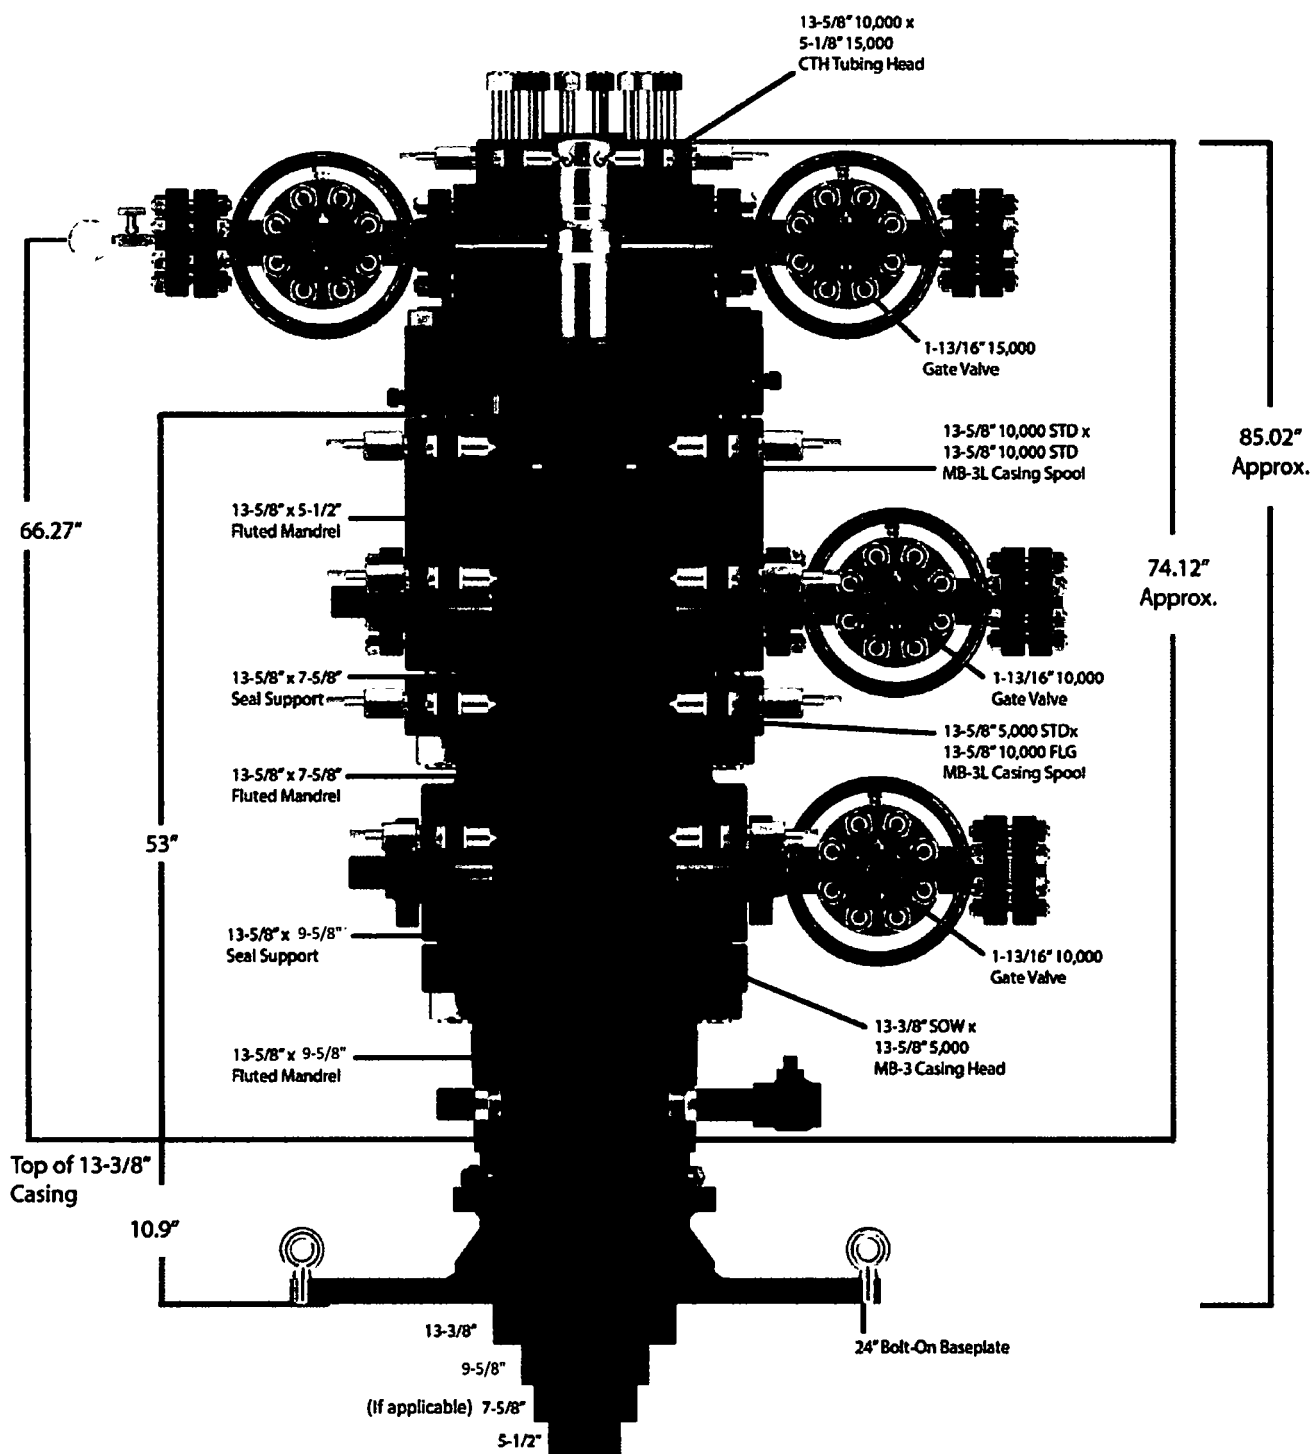 13-5/8" 10,000 x
5-1/8" 15,000
CTH Tubing Head
1-13/16" 15,000
Gate Valve
13-5/8" 10,000 STD x
13-5/8" 10,000 STD
MB-3L Casing Spool
85.02"
Approx.
13-5/8" x 5-1/2"
Fluted Mandrel
66.27"
74.12"
Approx.
13-5/8" x 7-5/8"
Seal Support
1-13/16" 10,000
Gate Valve
13-5/8" 5,000 STDx
13-5/8" 10,000 FLG
MB-3L Casing Spool
13-5/8" x 7-5/8"
Fluted Mandrel
53"
13-5/8" x 9-5/8"
Seal Support
1-13/16" 10,000
Gate Valve
13-3/8" SOW x
13-5/8" 5,000
MB-3 Casing Head
13-5/8" x 9-5/8"
Fluted Mandrel
Top of 13-3/8"
Casing
10.9"
13-3/8"
24" Bolt-On Baseplate
9-5/8"
(If applicable) 7-5/8"
5-1/2"